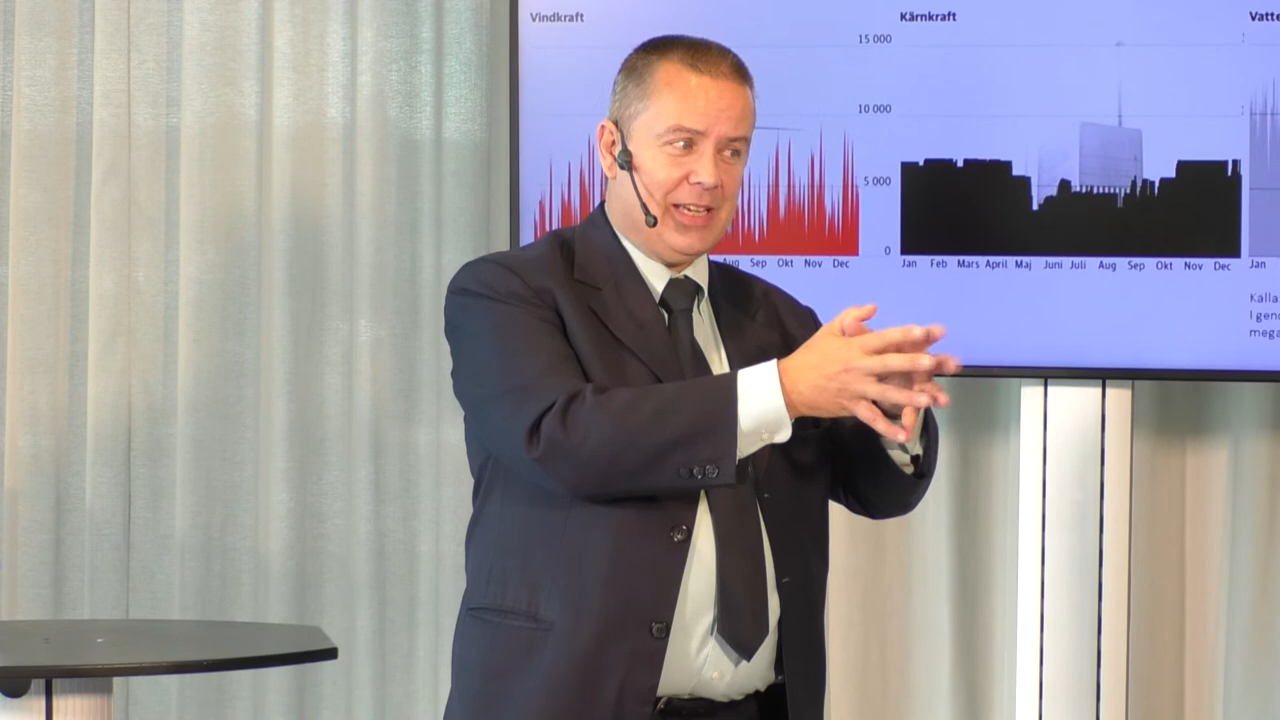 Vindkraft
Kärnkraft
Vatte
15 000
10 000
5 000
0
Aug Sep Okt Nov Dec
Jan Feb Mars April Maj Juni Juli Aug Sep Okt Nov Dec
Jan
Kalla
I geno
mega